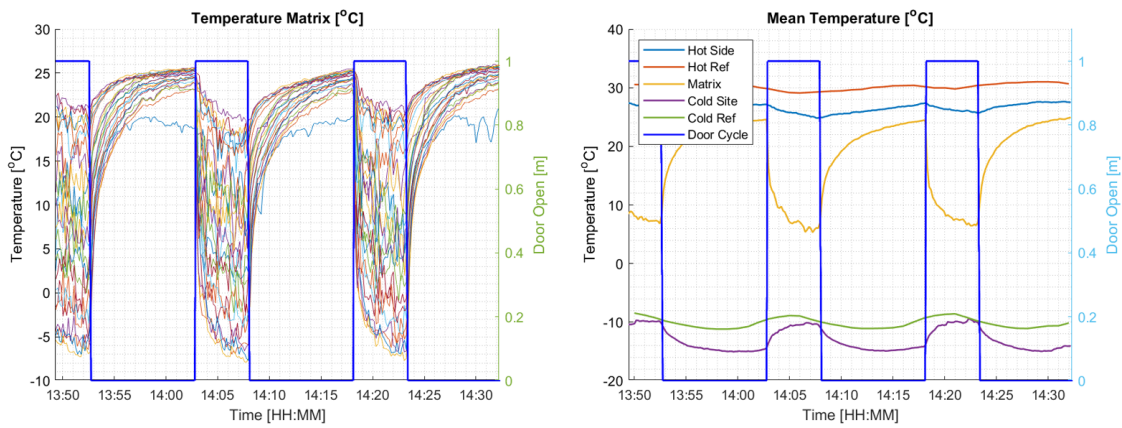 Temperature Matrix [°C]
30
25
20
15
10
5
0
-5
-10
Temperature [°C]
1
0.8
0.6
0.4
0.2
0
Door Open [m]
13:50 13:55 14:00 14:05 14:10 14:15 14:20 14:25 14:30
Time [HH:MM]
Mean Temperature [°C]
40
30
20
10
0
-10
-20
Temperature [°C]
Hot Side
Hot Ref
Matrix
Cold Site
Cold Ref
Door Cycle
1
0.8
0.6
0.4
0.2
0
Door Open [m]
13:50 13:55 14:00 14:05 14:10 14:15 14:20 14:25 14:30
Time [HH:MM]